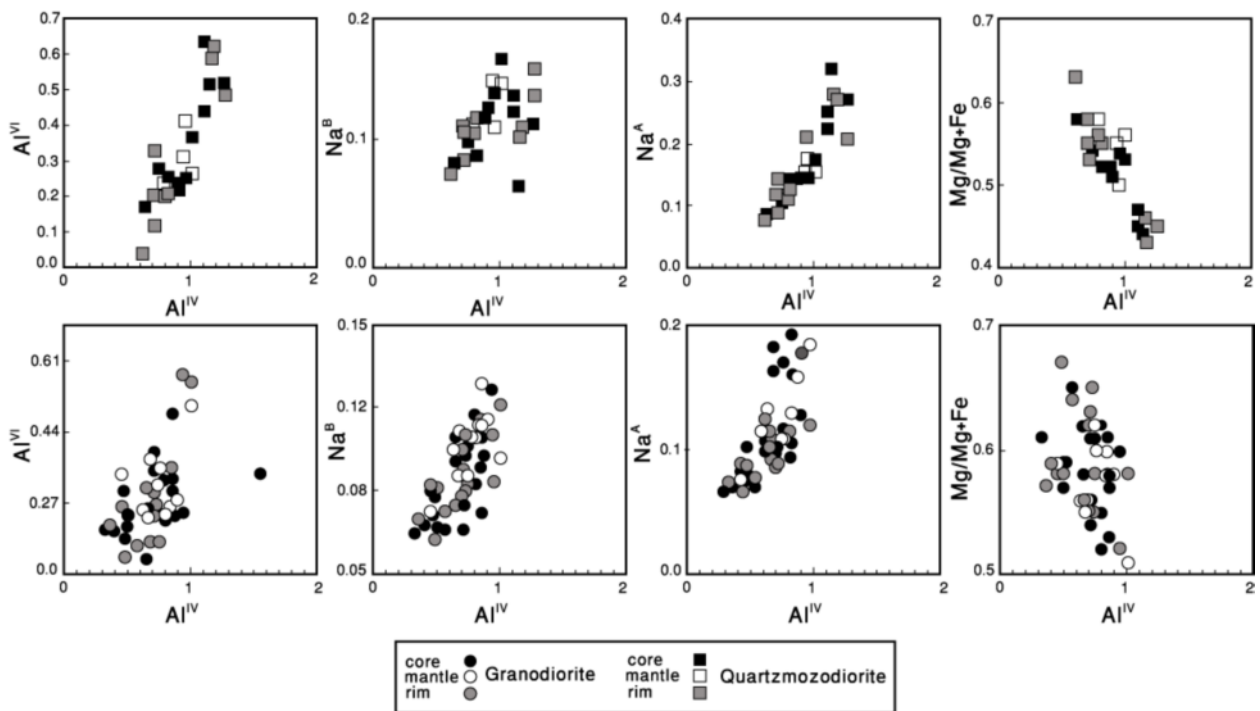 0.7
0.6
0.5
0.4
0.3
0.2
0.1
0.0
Al^VI
0
1
2
Al^IV
0.2
0.1
0.0
Na^B
0
1
2
Al^IV
0.4
0.3
0.2
0.1
0
Na^A
0
1
2
Al^IV
0.7
0.6
0.5
0.4
Mg/Mg+Fe
0
1
2
Al^IV
0.61
0.44
0.27
0.0
Al^VI
0
1
2
Al^IV
0.15
0.12
0.08
0.05
Na^B
0
1
2
Al^IV
0.2
0.1
0
Na^A
0
1
2
Al^IV
0.7
0.6
0.5
Mg/Mg+Fe
0
1
2
Al^IV
core
mantle Granodiorite
rim
core
mantle Quartzmozodiorite
rim